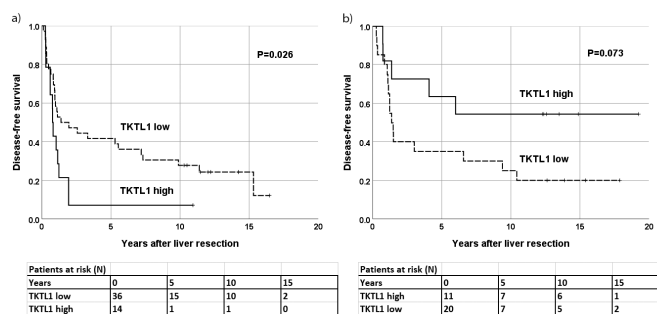 a)
1.0
0.8
0.6
0.4
0.2
0.0
Disease-free survival
P=0.026
TKTL1 low
TKTL1 high
0 5 10 15 20
Years after liver resection
Patients at risk (N)
Years 0 5 10 15
TKTL1 low 36 15 10 2
TKTL1 high 14 1 1 0
b)
1.0
0.8
0.6
0.4
0.2
0.0
Disease-free survival
P=0.073
TKTL1 high
TKTL1 low
0 5 10 15 20
Years after liver resection
Patients at risk (N)
Years 0 5 10 15
TKTL1 high 11 7 6 1
TKTL1 low 20 7 5 2